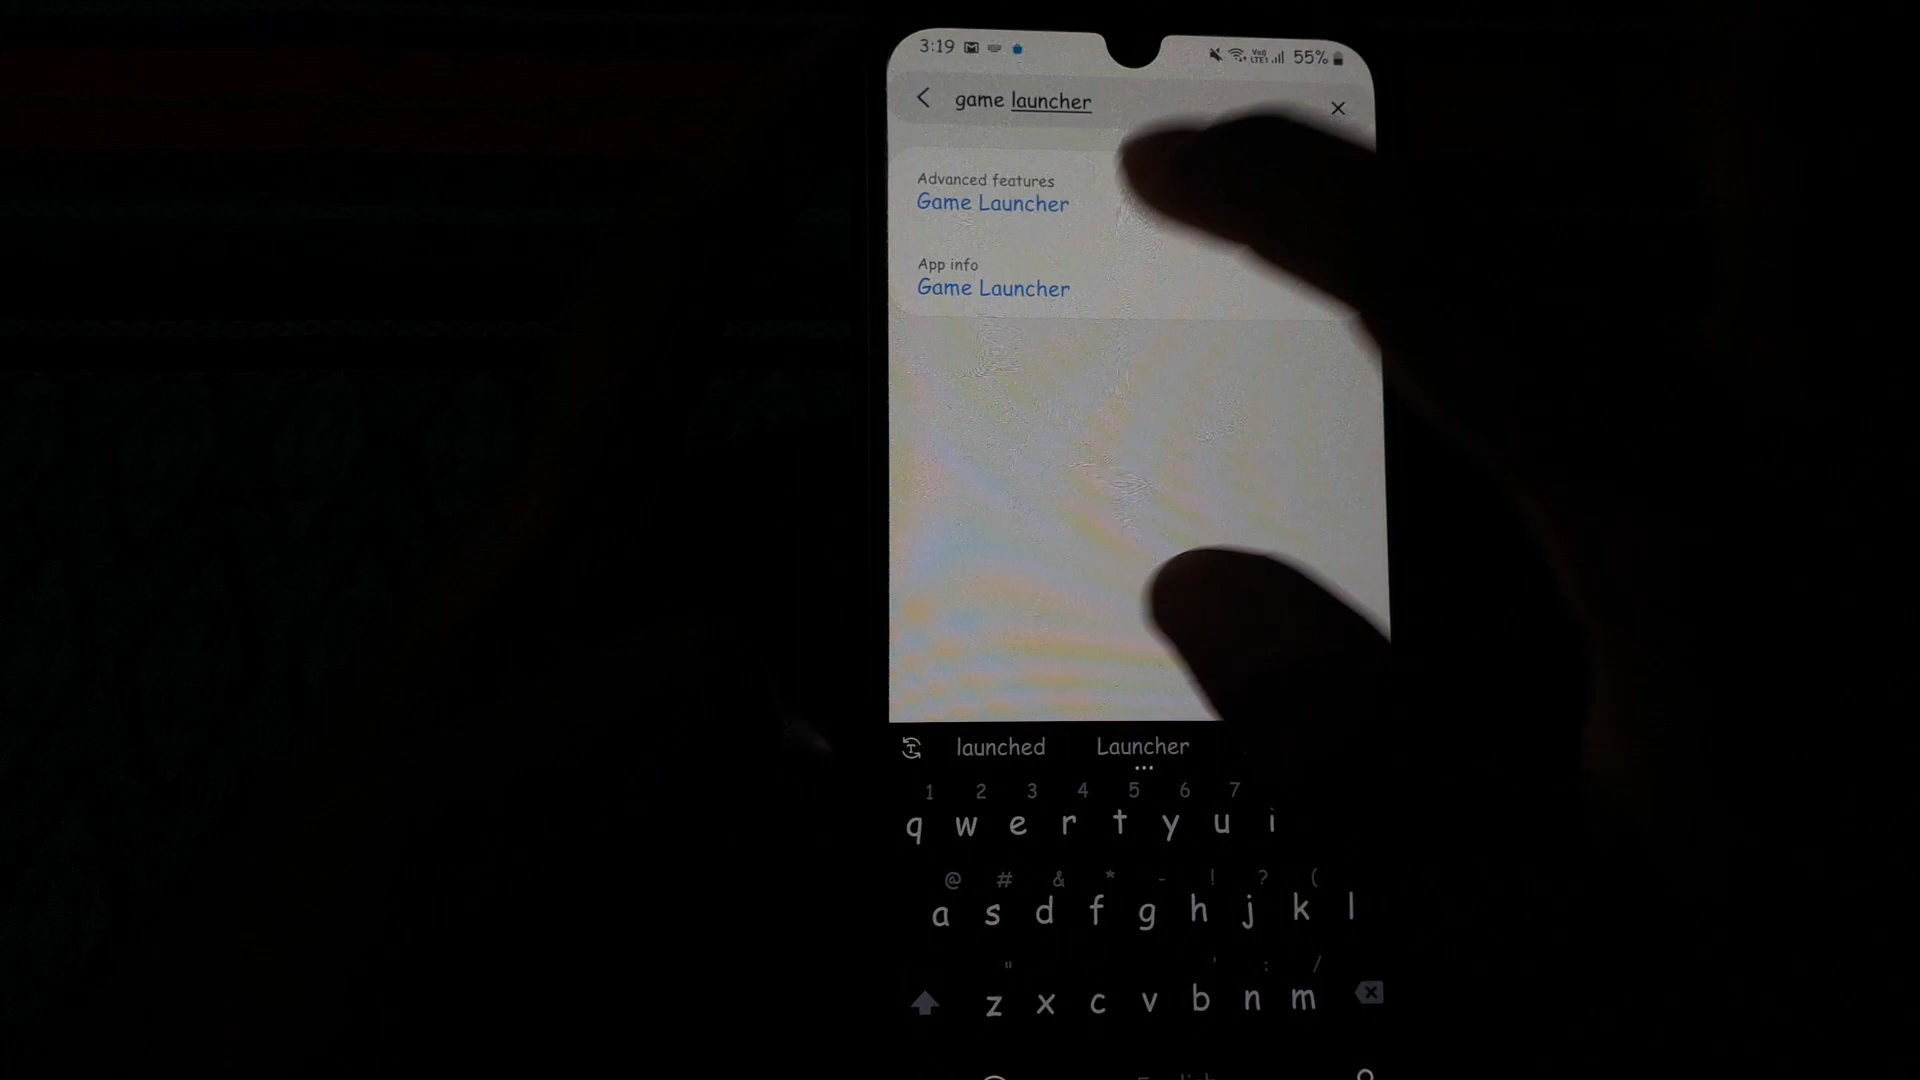 3:19 55%
game launcher
Advanced features
Game Launcher
App info
Game Launcher
launched Launcher
1 2 3 4 5 6 7
q w e r t y u i
@ # & * - ! ? (
a s d f g h j k l
" ' : /
z x c v b n m